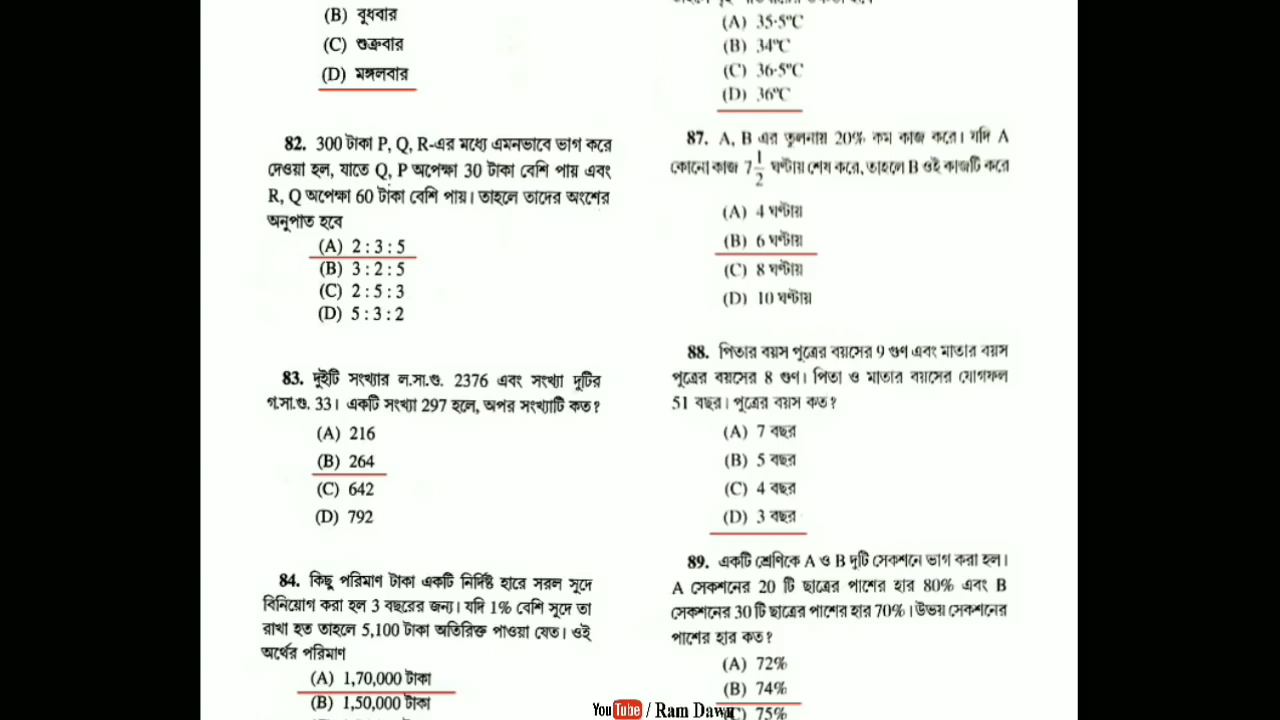 (B) বুধবার
(C) শুক্রবার
(D) মঙ্গলবার
82. 300 টাকা P, Q, R-এর মধ্যে এমনভাবে ভাগ করে
দেওয়া হল, যাতে Q, P অপেক্ষা 30 টাকা বেশি পায় এবং
R, Q অপেক্ষা 60 টাকা বেশি পায়। তাহলে তাদের অংশের
অনুপাত হবে
(A) 2 : 3 : 5
(B) 3 : 2 : 5
(C) 2 : 5 : 3
(D) 5 : 3 : 2
83. দুইটি সংখ্যার ল.সা.গু. 2376 এবং সংখ্যা দুটির
গ.সা.গু. 33। একটি সংখ্যা 297 হলে, অপর সংখ্যাটি কত?
(A) 216
(B) 264
(C) 642
(D) 792
84. কিছু পরিমাণ টাকা একটি নির্দিষ্ট হারে সরল সুদে
বিনিয়োগ করা হল 3 বছরের জন্য। যদি 1% বেশি সুদে তা
রাখা হত তাহলে 5,100 টাকা অতিরিক্ত পাওয়া যেত। ওই
অর্থের পরিমাণ
(A) 1,70,000 টাকা
(B) 1,50,000 টাকা
(A) 35·5°C
(B) 34°C
(C) 36·5°C
(D) 36°C
87. A, B এর তুলনায় 20% কম কাজ করে। যদি A
কোনো কাজ 7 1/2 ঘণ্টায় শেষ করে, তাহলে B ওই কাজটি করে
(A) 4 ঘণ্টায়
(B) 6 ঘণ্টায়
(C) 8 ঘণ্টায়
(D) 10 ঘণ্টায়
88. পিতার বয়স পুত্রের বয়সের 9 গুণ এবং মাতার বয়স
পুত্রের বয়সের 8 গুণ। পিতা ও মাতার বয়সের যোগফল
51 বছর। পুত্রের বয়স কত?
(A) 7 বছর
(B) 5 বছর
(C) 4 বছর
(D) 3 বছর
89. একটি শ্রেণিকে A ও B দুটি সেকশনে ভাগ করা হল।
A সেকশনের 20 টি ছাত্রের পাশের হার 80% এবং B
সেকশনের 30 টি ছাত্রের পাশের হার 70%। উভয় সেকশনের
পাশের হার কত?
(A) 72%
(B) 74%
(C) 75%
YouTube / Ram Dawn